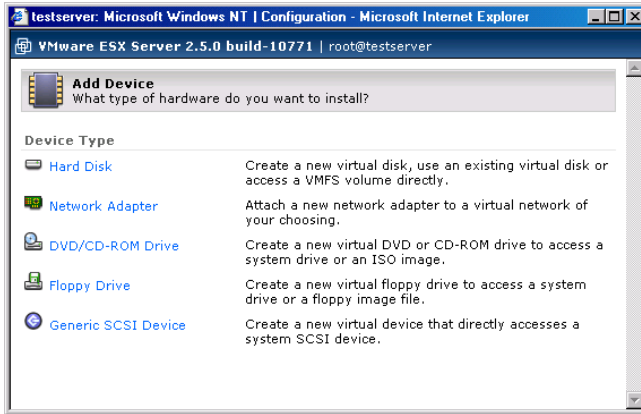 testserver: Microsoft Windows NT | Configuration - Microsoft Internet Explorer
VMware ESX Server 2.5.0 build-10771 | root@testserver
Add Device
What type of hardware do you want to install?
Device Type
Hard Disk
Create a new virtual disk, use an existing virtual disk or
access a VMFS volume directly.
Network Adapter
Attach a new network adapter to a virtual network of
your choosing.
DVD/CD-ROM Drive
Create a new virtual DVD or CD-ROM drive to access a
system drive or an ISO image.
Floppy Drive
Create a new virtual floppy drive to access a system
drive or a floppy image file.
Generic SCSI Device
Create a new virtual device that directly accesses a
system SCSI device.